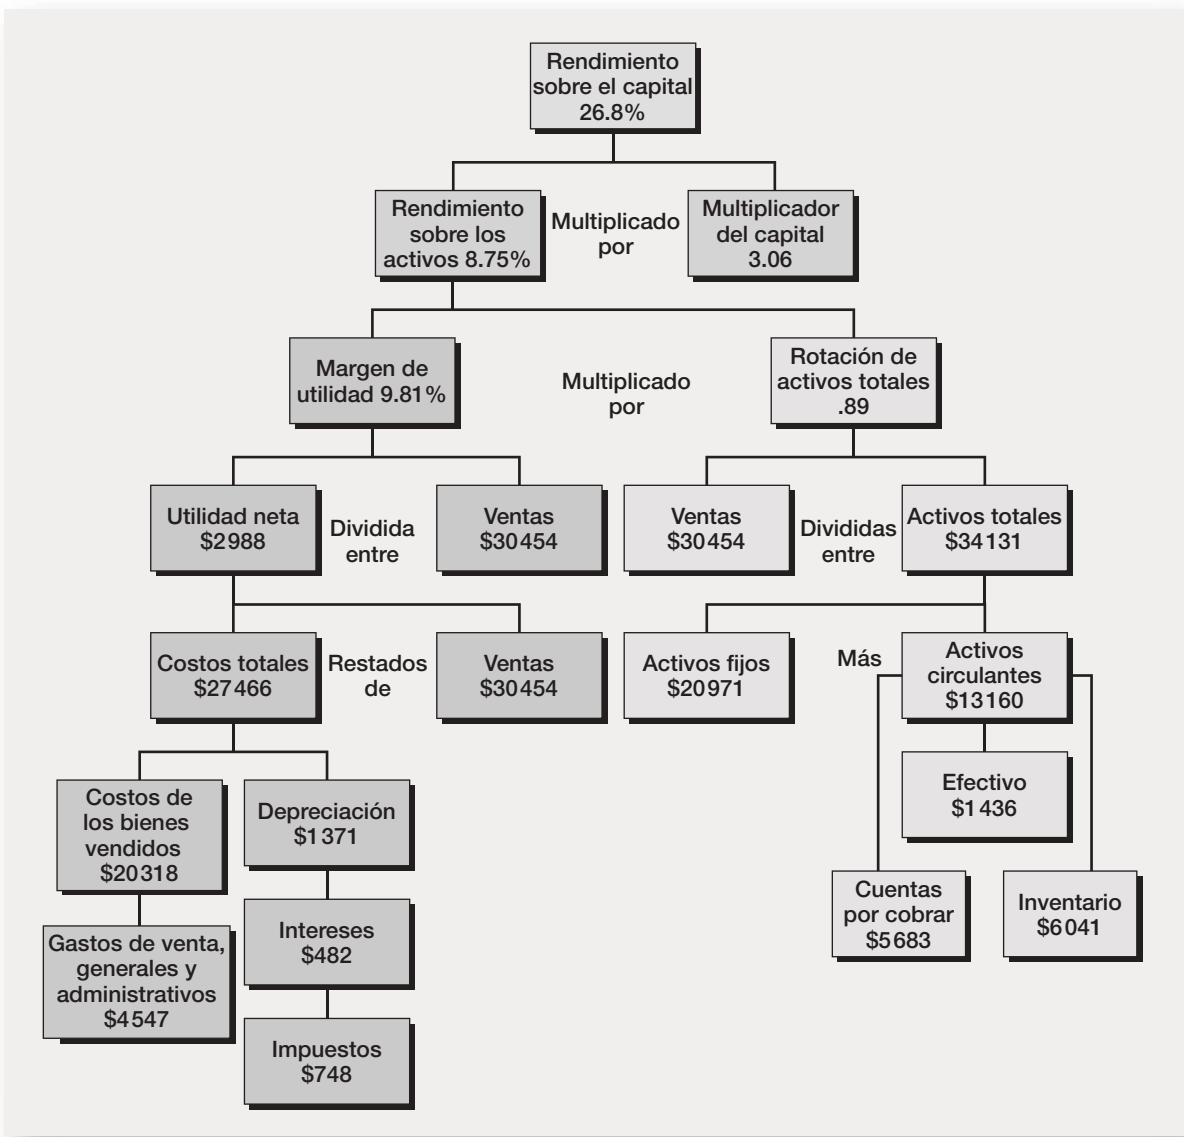 Rendimiento
sobre el capital
26.8%
Rendimiento
sobre los
activos 8.75%
Multiplicado
por
Multiplicador
del capital
3.06
Margen de
utilidad 9.81%
Multiplicado
por
Rotación de
activos totales
.89
Utilidad neta
$2988
Dividida
entre
Ventas
$30454
Ventas
$30454
Divididas
entre
Activos totales
$34131
Costos totales
$27466
Restados
de
Ventas
$30454
Activos fijos
$20971
Más
Activos
circulantes
$13160
Costos de
los bienes
vendidos
$20318
Depreciación
$1371
Efectivo
$1436
Gastos de venta,
generales y
administrativos
$4547
Intereses
$482
Cuentas
por cobrar
$5683
Inventario
$6041
Impuestos
$748